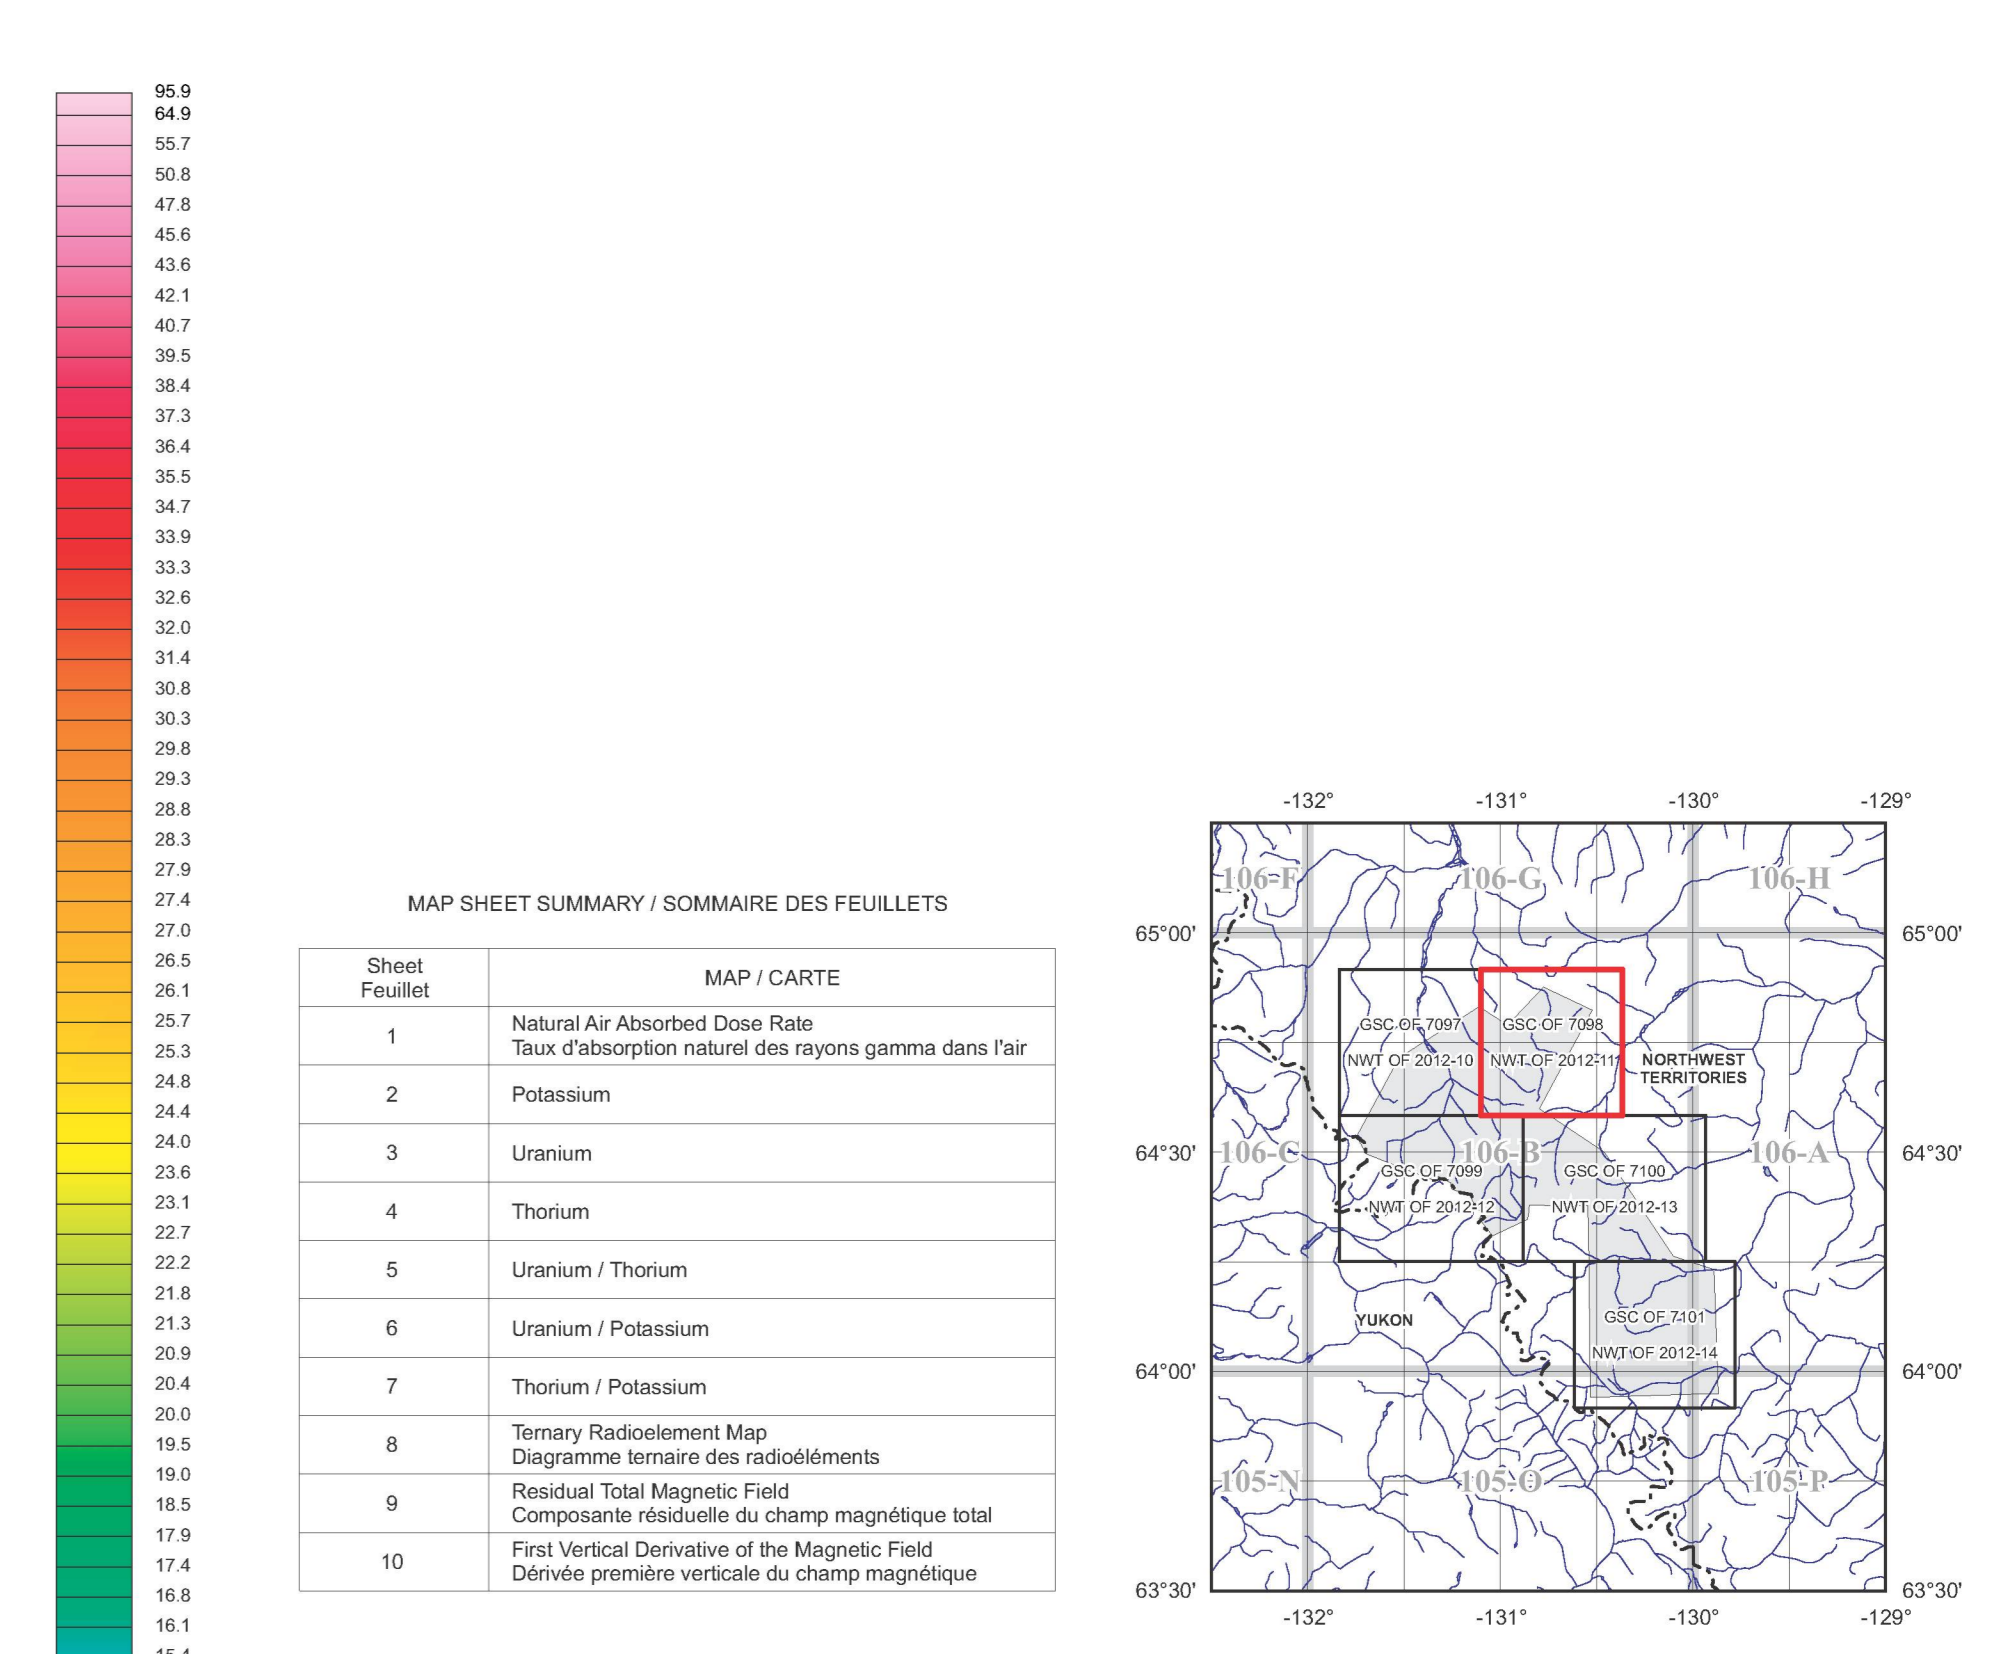 95.9
64.9
55.7
50.8
47.8
45.6
43.6
42.1
40.7
39.5
38.4
37.3
36.4
35.5
34.7
33.9
33.3
32.6
32.0
31.4
30.8
30.3
29.8
29.3
28.8
28.3
27.9
27.4
27.0
26.5
26.1
25.7
25.3
24.8
24.4
24.0
23.6
23.1
22.7
22.2
21.8
21.3
20.9
20.4
20.0
19.5
19.0
18.5
17.9
17.4
16.8
16.1
MAP SHEET SUMMARY / SOMMAIRE DES FEUILLETS
Sheet
Feuillet
MAP / CARTE
1
Natural Air Absorbed Dose Rate
Taux d'absorption naturel des rayons gamma dans l'air
2
Potassium
3
Uranium
4
Thorium
5
Uranium / Thorium
6
Uranium / Potassium
7
Thorium / Potassium
8
Ternary Radioelement Map
Diagramme ternaire des radioéléments
9
Residual Total Magnetic Field
Composante résiduelle du champ magnétique total
10
First Vertical Derivative of the Magnetic Field
Dérivée première verticale du champ magnétique
-132° -131° -130° -129°
106-F 106-G 106-H
65°00' 65°00'
GSC OF 7097 GSC OF 7098
NWT OF 2012-10 NWT OF 2012-11
NORTHWEST
TERRITORIES
64°30' 106-C 106-B 106-A 64°30'
GSC OF 7099 GSC OF 7100
NWT OF 2012-12 NWT OF 2012-13
YUKON
GSC OF 7101
NWT OF 2012-14
64°00' 64°00'
105-N 105-O 105-P
63°30' 63°30'
-132° -131° -130° -129°